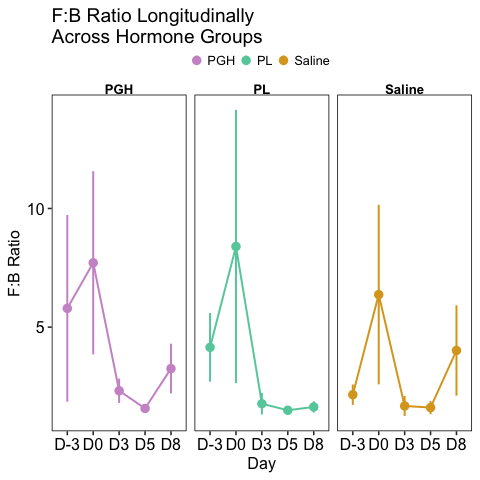 F:B Ratio Longitudinally
Across Hormone Groups
PGH PL Saline
PGH PL Saline
10
5
F:B Ratio
D-3 D0 D3 D5 D8 D-3 D0 D3 D5 D8 D-3 D0 D3 D5 D8
Day